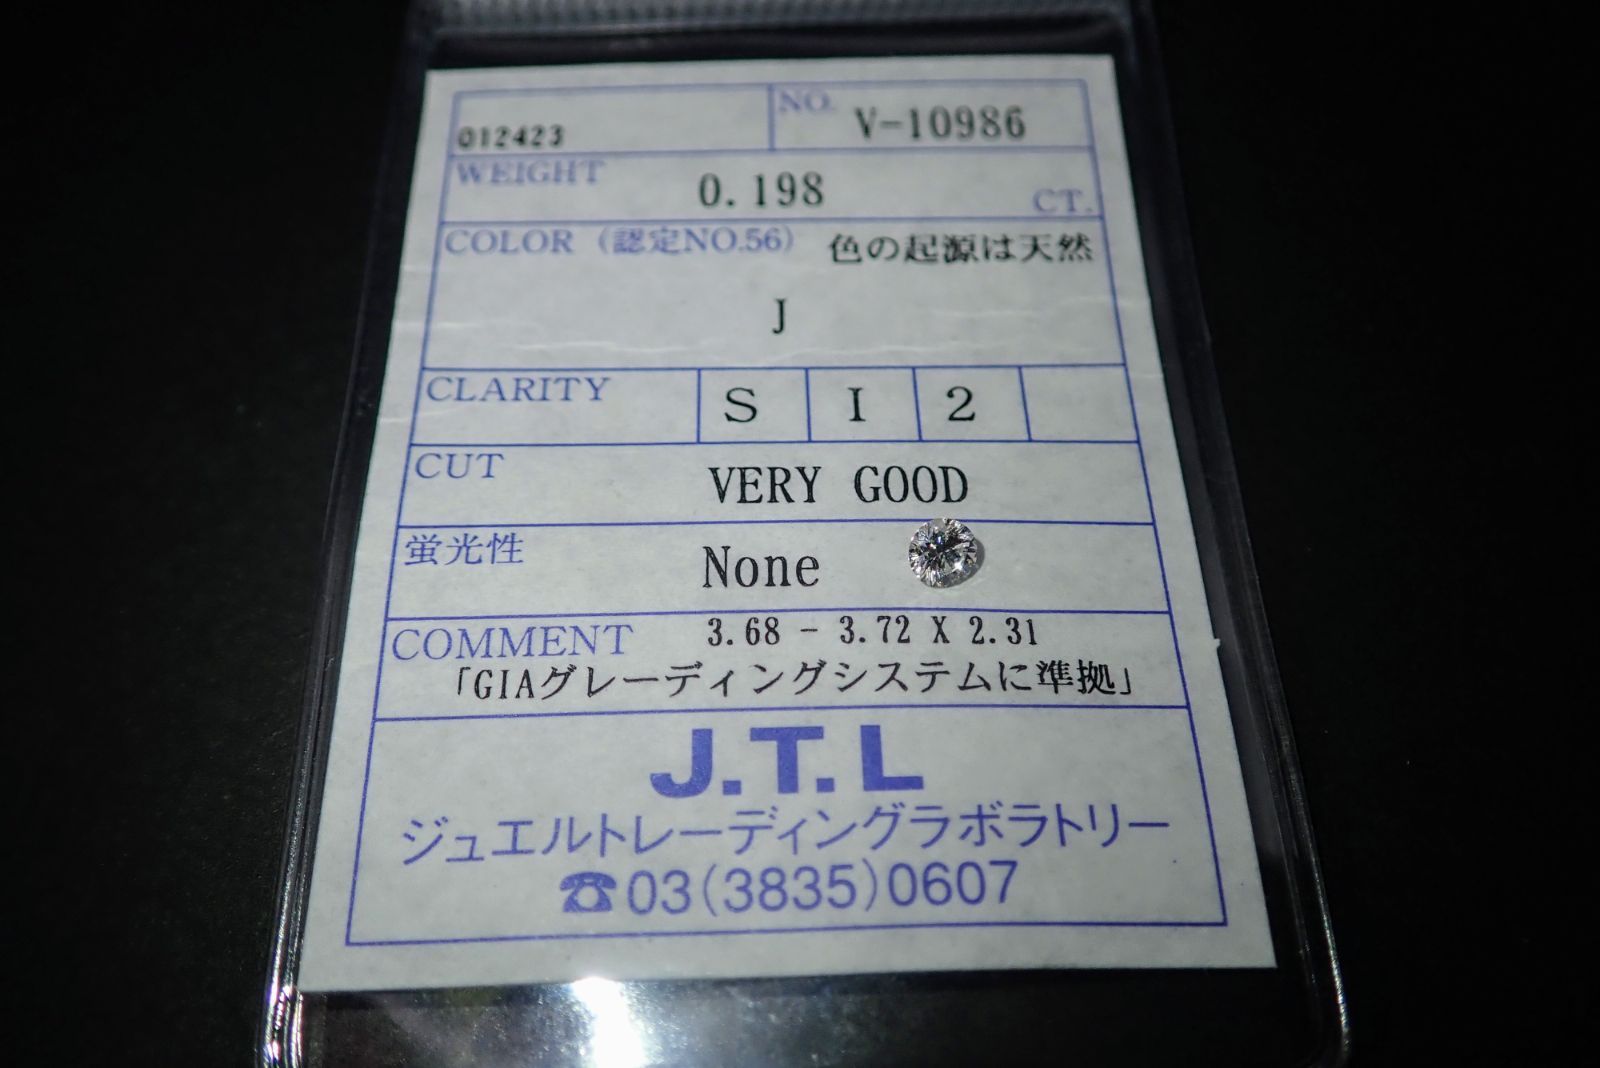 012423 NO. V-10986
WEIGHT 0.198 CT.
COLOR (認定NO.56) 色の起源は天然
J
CLARITY S I 2
CUT VERY GOOD
蛍光性 None
COMMENT 3.68 - 3.72 X 2.31
「GIAグレーディングシステムに準拠」
J.T.L
ジュエルトレーディングラボラトリー
☎03(3835)0607